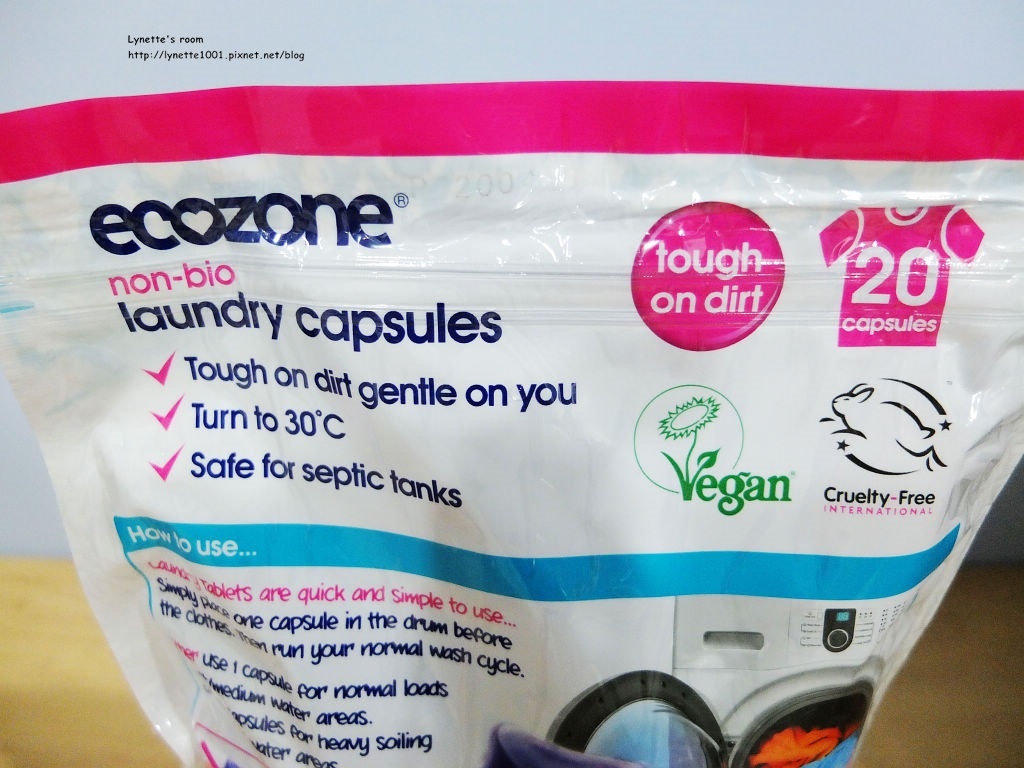 Lynette's room
http://lynette1001.pixnet.net/blog
200
ecozone®
non-bio
laundry capsules
Tough on dirt gentle on you
Turn to 30°C
Safe for septic tanks
tough
on dirt
20
capsules
Vegan
Cruelty-Free
INTERNATIONAL
How to use...
Laundry Tablets are quick and simple to use...
Simply place one capsule in the drum before
the clothes. Then run your normal wash cycle.
use 1 capsule for normal loads
medium water areas.
capsules for heavy soiling
water areas